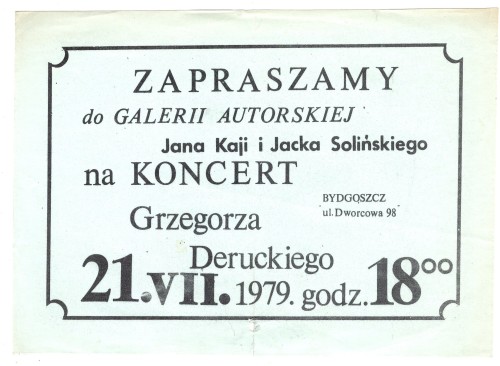 ZAPRASZAMY
do GALERII AUTORSKIEJ
Jana Kaji i Jacka Solińskiego
na KONCERT
BYDGOSZCZ
ul. Dworcowa 98
Grzegorza
Deruckiego
21.VII. 1979. godz. 18⁰⁰